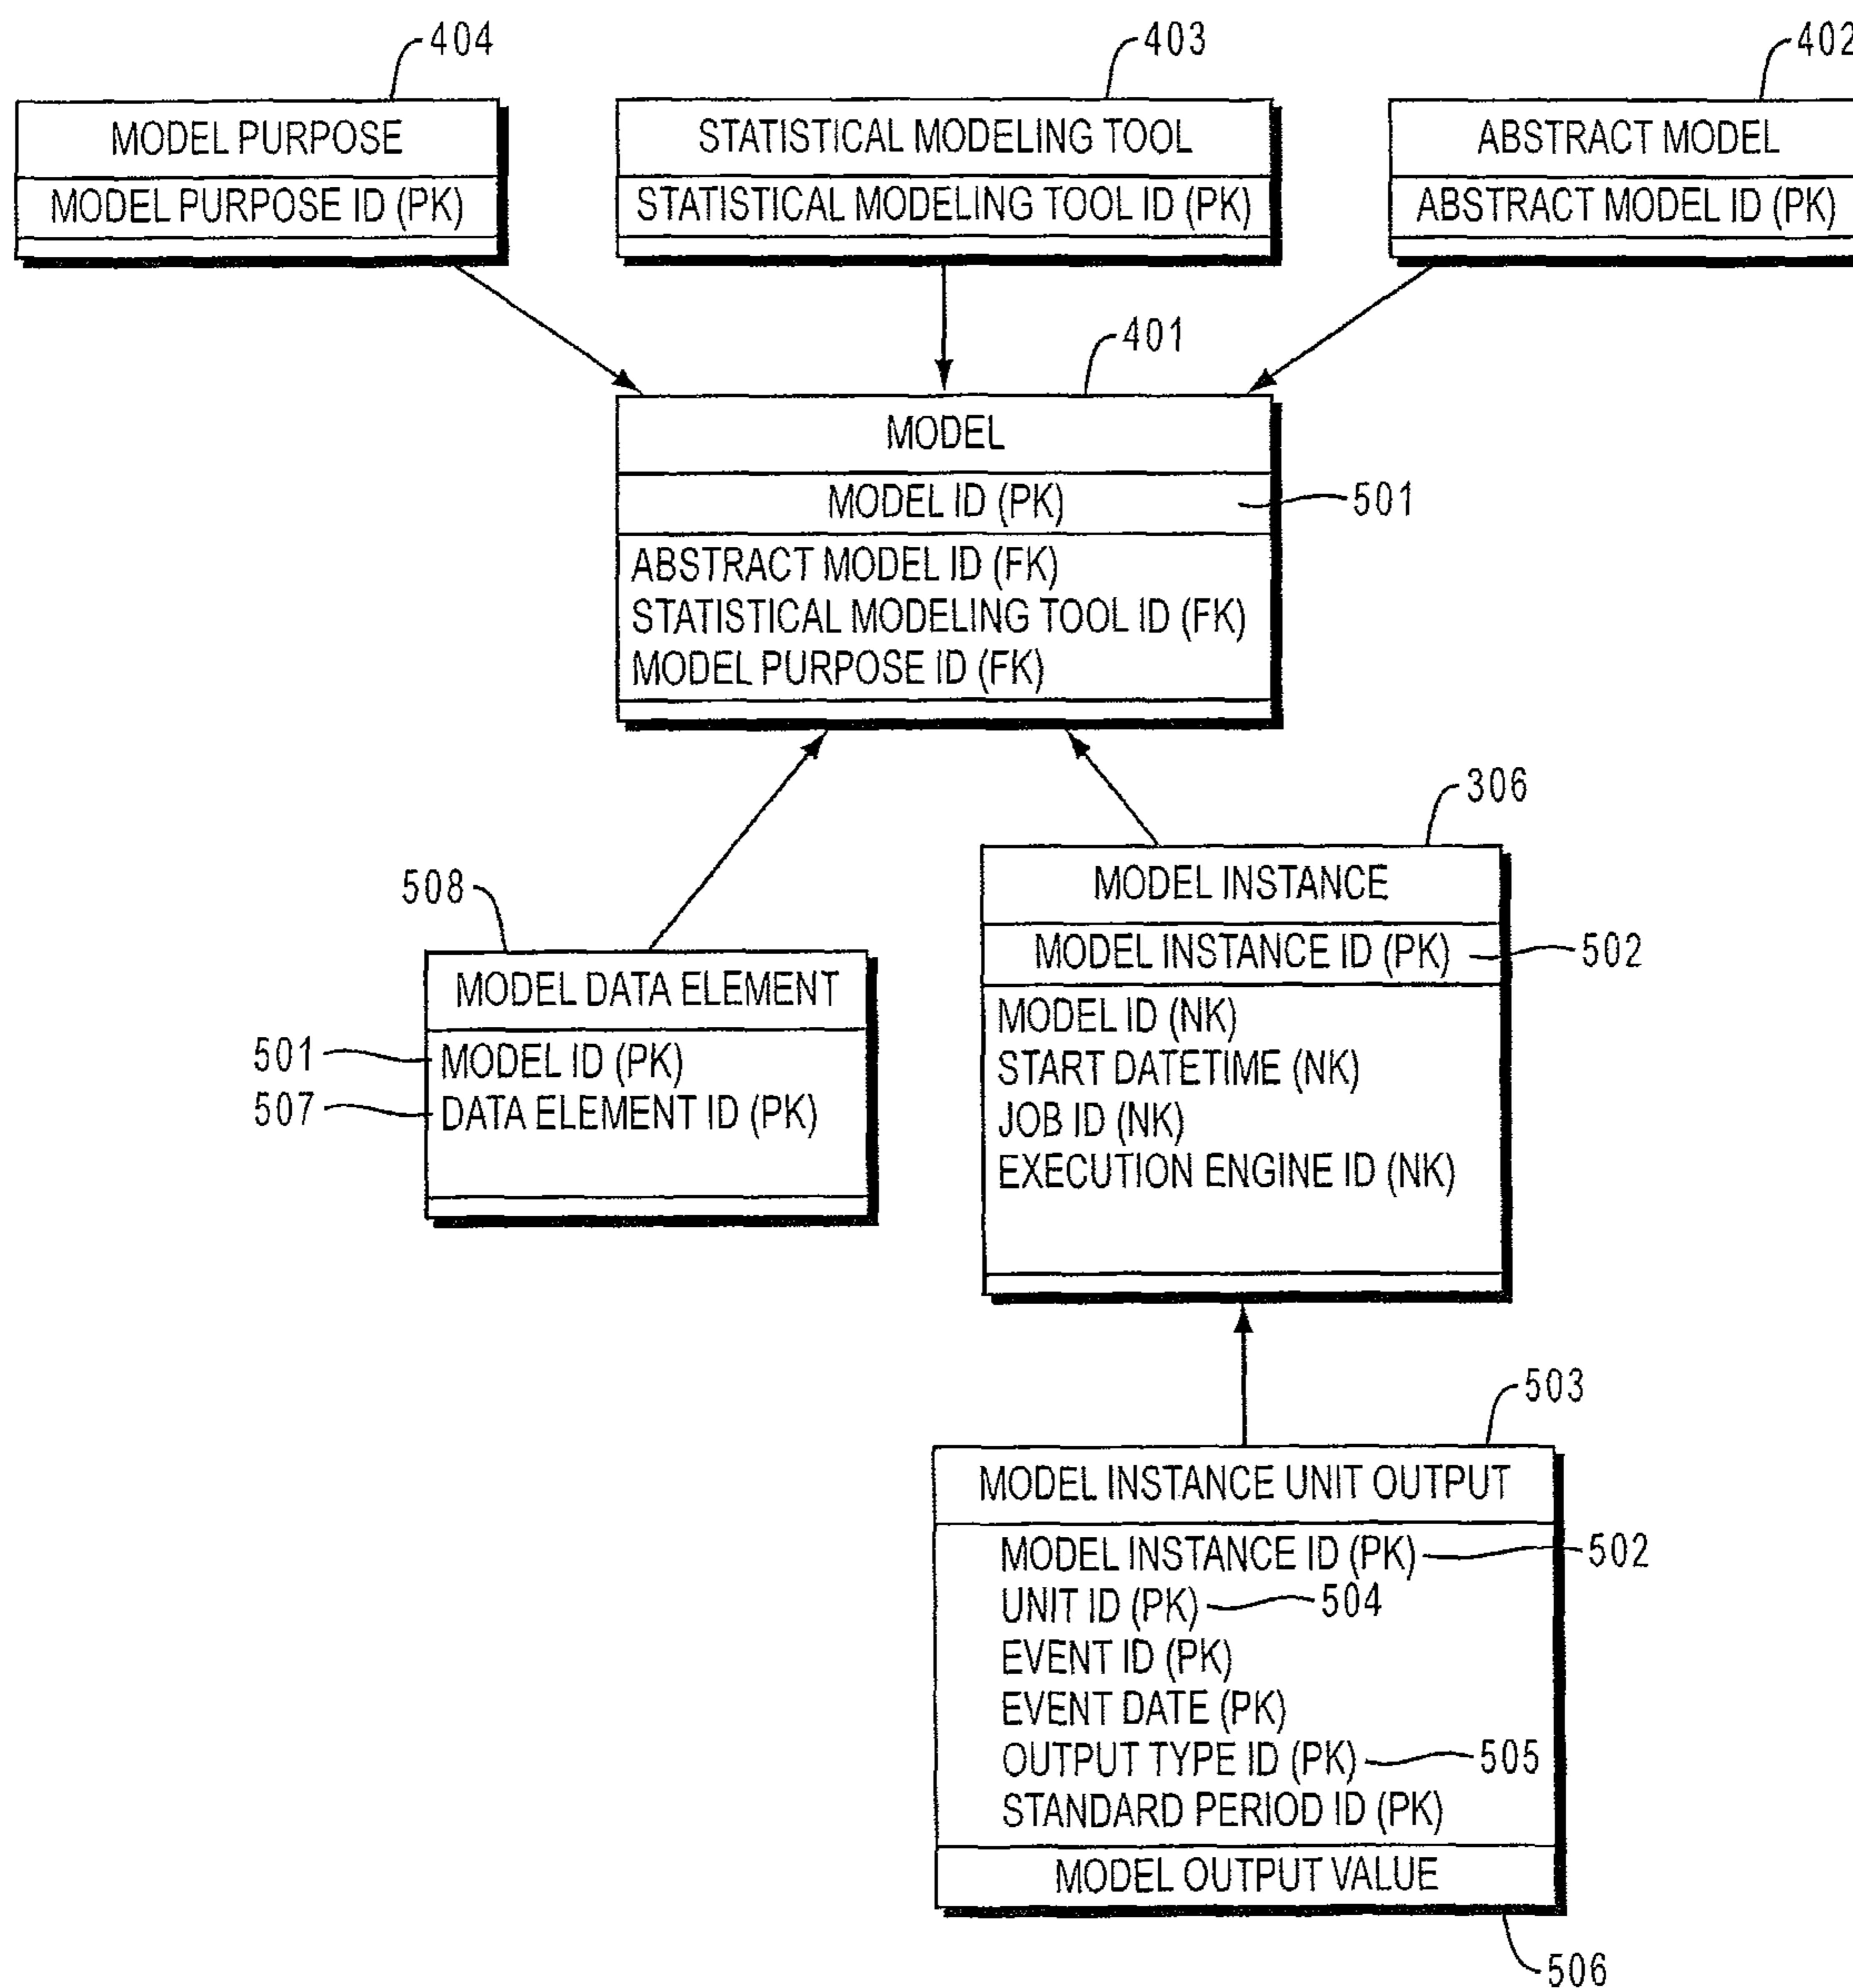 404
403
402
MODEL PURPOSE
MODEL PURPOSE ID (PK)
STATISTICAL MODELING TOOL
STATISTICAL MODELING TOOL ID (PK)
ABSTRACT MODEL
ABSTRACT MODEL ID (PK)
401
MODEL
MODEL ID (PK)
501
ABSTRACT MODEL ID (FK)
STATISTICAL MODELING TOOL ID (FK)
MODEL PURPOSE ID (FK)
508
MODEL DATA ELEMENT
501
MODEL ID (PK)
507
DATA ELEMENT ID (PK)
306
MODEL INSTANCE
MODEL INSTANCE ID (PK)
502
MODEL ID (NK)
START DATETIME (NK)
JOB ID (NK)
EXECUTION ENGINE ID (NK)
503
MODEL INSTANCE UNIT OUTPUT
MODEL INSTANCE ID (PK)
502
UNIT ID (PK)
504
EVENT ID (PK)
EVENT DATE (PK)
OUTPUT TYPE ID (PK)
505
STANDARD PERIOD ID (PK)
MODEL OUTPUT VALUE
506